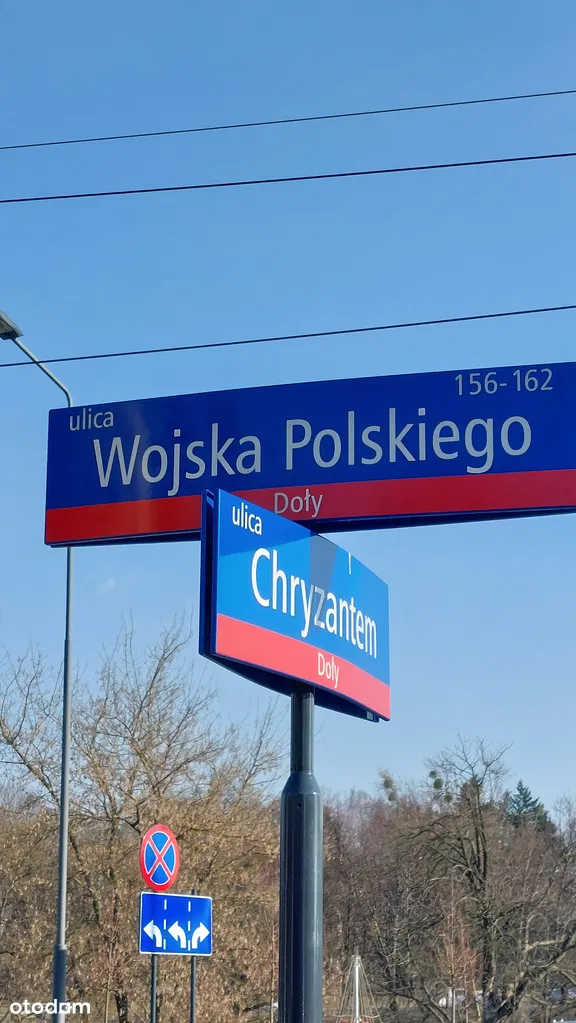 156-162
ulica
Wojska Polskiego
Doły
ulica
Chryzantem
Doły
otodom